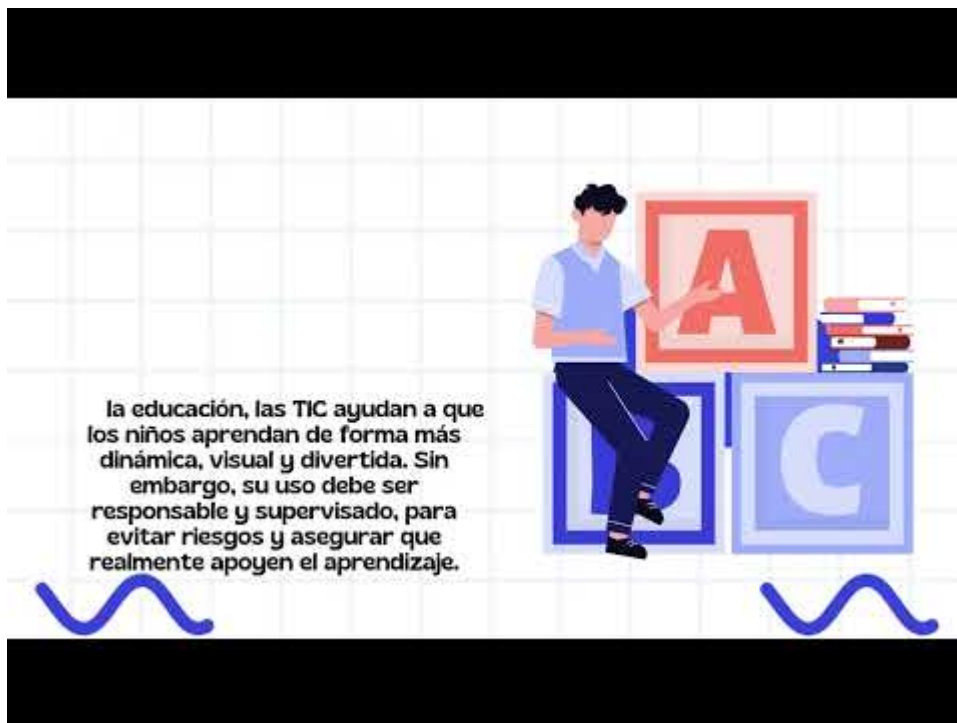 la educación, las TIC ayudan a que
los niños aprendan de forma más
dinámica, visual y divertida. Sin
embargo, su uso debe ser
responsable y supervisado, para
evitar riesgos y asegurar que
realmente apoyen el aprendizaje.
A
B
C